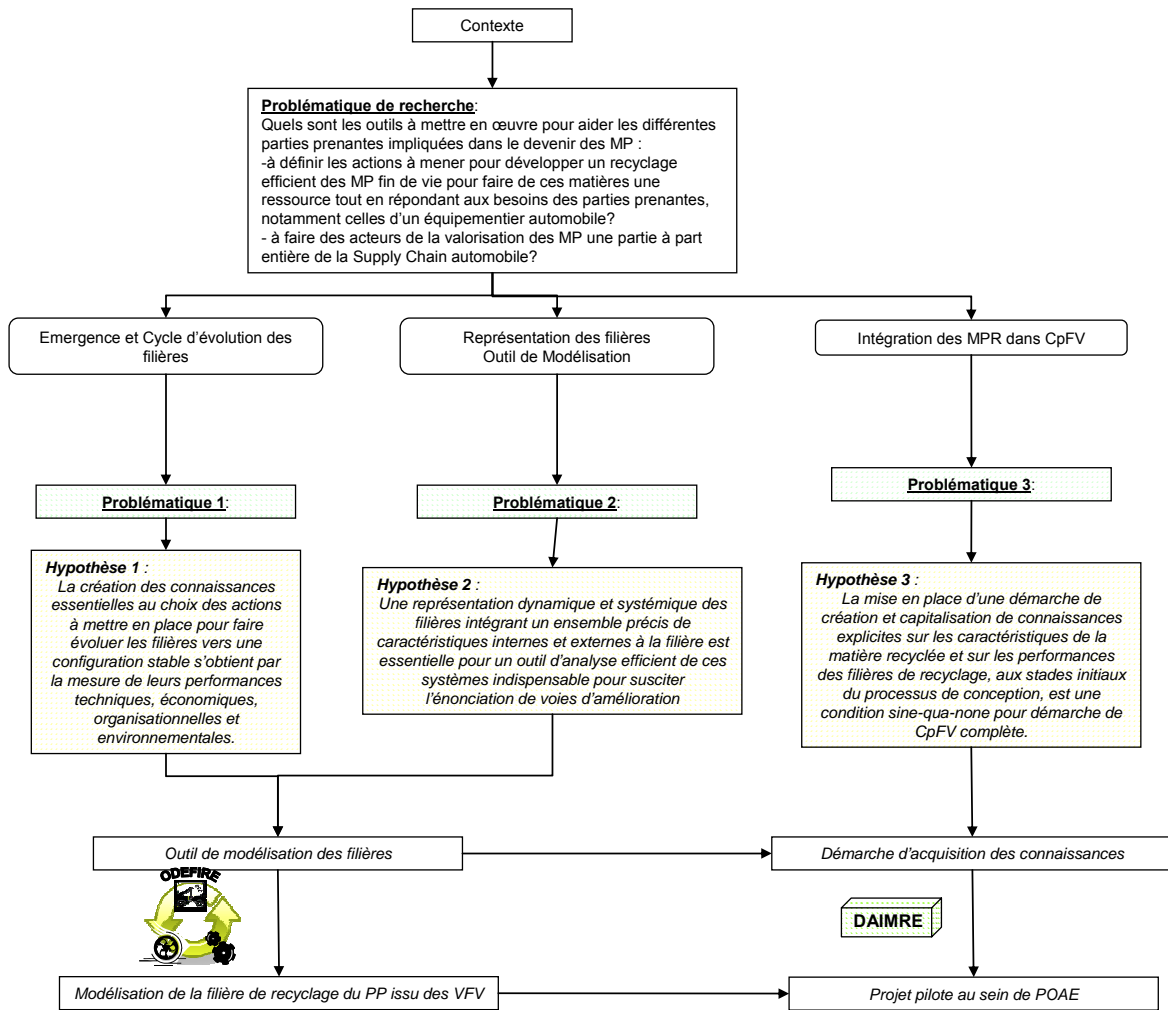 Contexte
Problématique de recherche:
Quels sont les outils à mettre en œuvre pour aider les différentes
parties prenantes impliquées dans le devenir des MP :
-à définir les actions à mener pour développer un recyclage
efficient des MP fin de vie pour faire de ces matières une
ressource tout en répondant aux besoins des parties prenantes,
notamment celles d'un équipementier automobile?
- à faire des acteurs de la valorisation des MP une partie à part
entière de la Supply Chain automobile?
Emergence et Cycle d'évolution des
filières
Représentation des filières
Outil de Modélisation
Intégration des MPR dans CpFV
Problématique 1:
Problématique 2:
Problématique 3:
Hypothèse 1 :
La création des connaissances
essentielles au choix des actions
à mettre en place pour faire
évoluer les filières vers une
configuration stable s'obtient par
la mesure de leurs performances
techniques, économiques,
organisationnelles et
environnementales.
Hypothèse 2 :
Une représentation dynamique et systémique des
filières intégrant un ensemble précis de
caractéristiques internes et externes à la filière est
essentielle pour un outil d'analyse efficient de ces
systèmes indispensable pour susciter
l'énonciation de voies d'amélioration
Hypothèse 3 :
La mise en place d'une démarche de
création et capitalisation de connaissances
explicites sur les caractéristiques de la
matière recyclée et sur les performances
des filières de recyclage, aux stades initiaux
du processus de conception, est une
condition sine-qua-none pour démarche de
CpFV complète.
Outil de modélisation des filières
Démarche d'acquisition des connaissances
ODEFIRE
DAIMRE
Modélisation de la filière de recyclage du PP issu des VFV
Projet pilote au sein de POAE